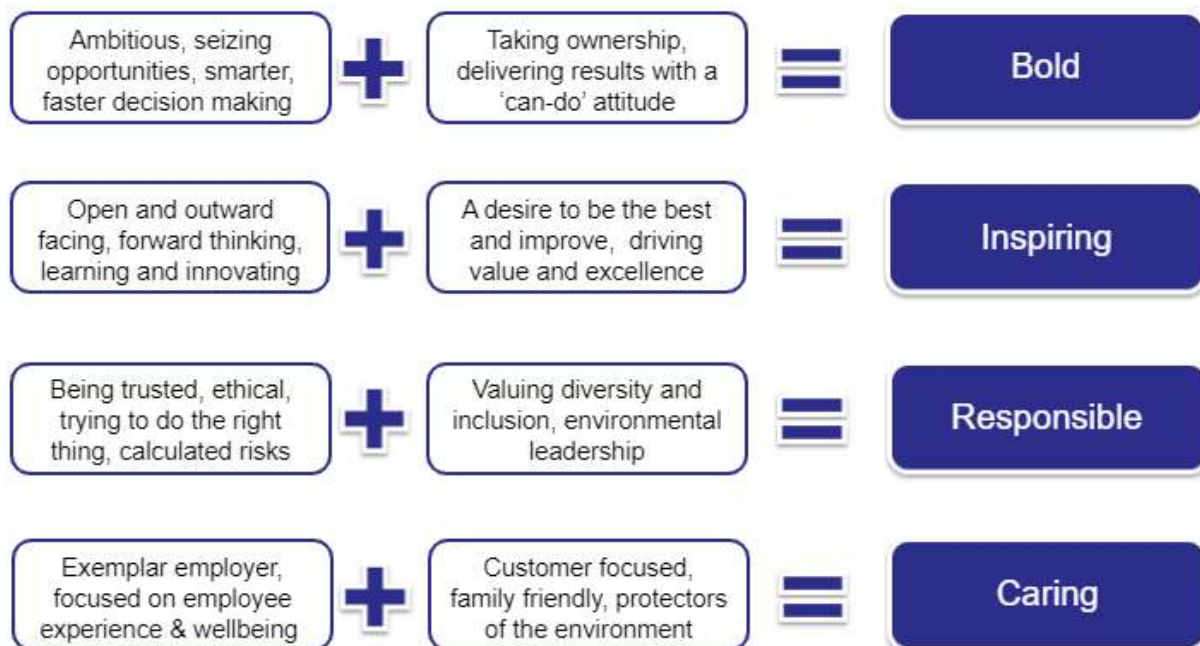 Ambitious, seizing
opportunities, smarter,
faster decision making
Taking ownership,
delivering results with a
‘can-do’ attitude
Bold
Open and outward
facing, forward thinking,
learning and innovating
A desire to be the best
and improve,  driving
value and excellence
Inspiring
Being trusted, ethical,
trying to do the right
thing, calculated risks
Valuing diversity and
inclusion, environmental
leadership
Responsible
Exemplar employer,
focused on employee
experience & wellbeing
Customer focused,
family friendly, protectors
of the environment
Caring